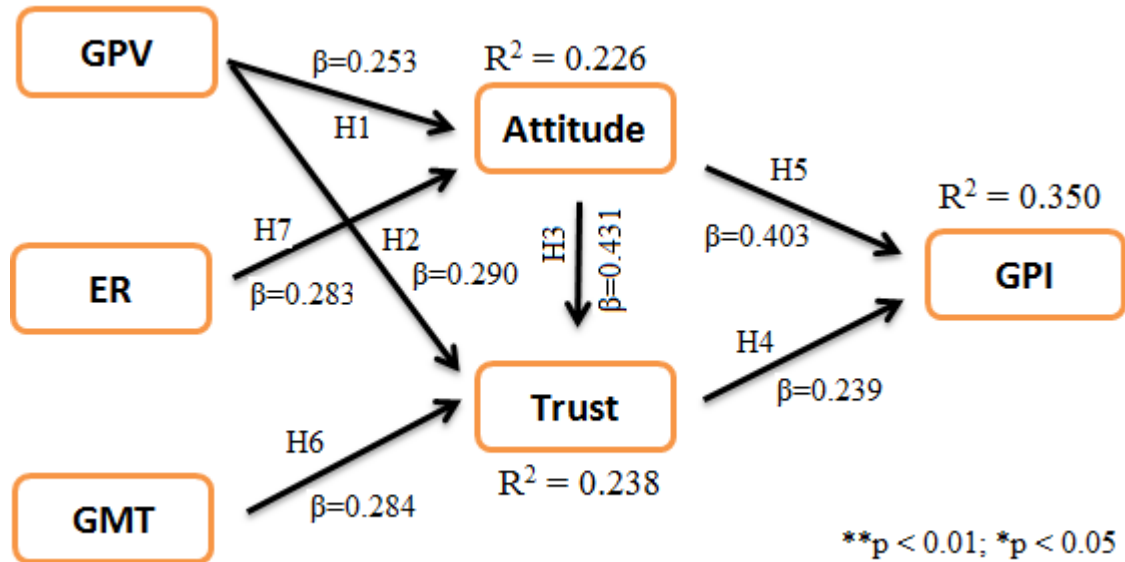 GPV
β=0.253
H1
R² = 0.226
Attitude
H7
β=0.283
H2
β=0.290
ER
H3
β=0.431
H5
β=0.403
R² = 0.350
GPI
H4
β=0.239
Trust
R² = 0.238
H6
β=0.284
GMT
**p < 0.01; *p < 0.05